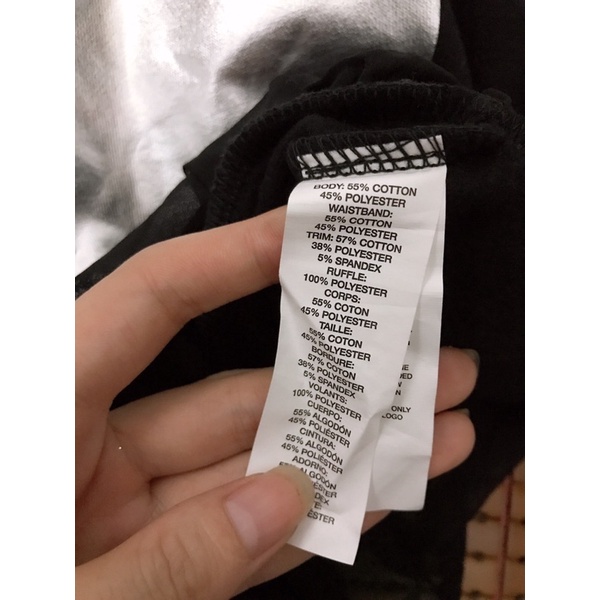 BODY: 55% COTTON
45% POLYESTER
WAISTBAND:
55% COTTON
45% POLYESTER
TRIM: 57% COTTON
38% POLYESTER
5% SPANDEX
RUFFLE:
100% POLYESTER
CORPS:
55% COTON
45% POLYESTER
TAILLE:
55% COTON
45% POLYESTER
BORDURE:
57% COTON
38% POLYESTER
5% SPANDEX
VOLANTS:
100% POLYESTER
CUERPO:
55% ALGODÓN
45% POLIÉSTER
CINTURA:
55% ALGODÓN
45% POLIÉSTER
ADORNO:
ALGODÓN
ONLY